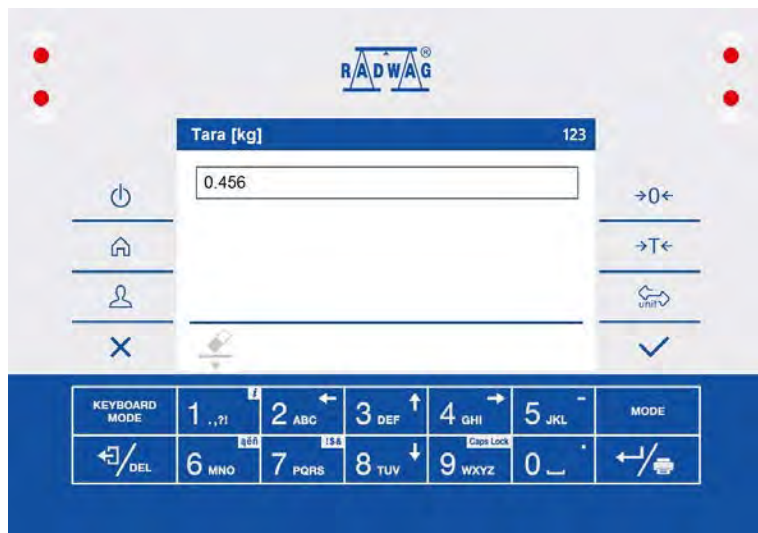 RADWAG®
Tara [kg] 123
0.456
→0←
→T←
unit
KEYBOARD MODE
1 .,?! i
2 ABC ←
3 DEF ↑
4 GHI →
5 JKL -
MODE
←/DEL
6 MNO ąëñ
7 PQRS !$&
8 TUV ↓
9 WXYZ Caps Lock
0 .